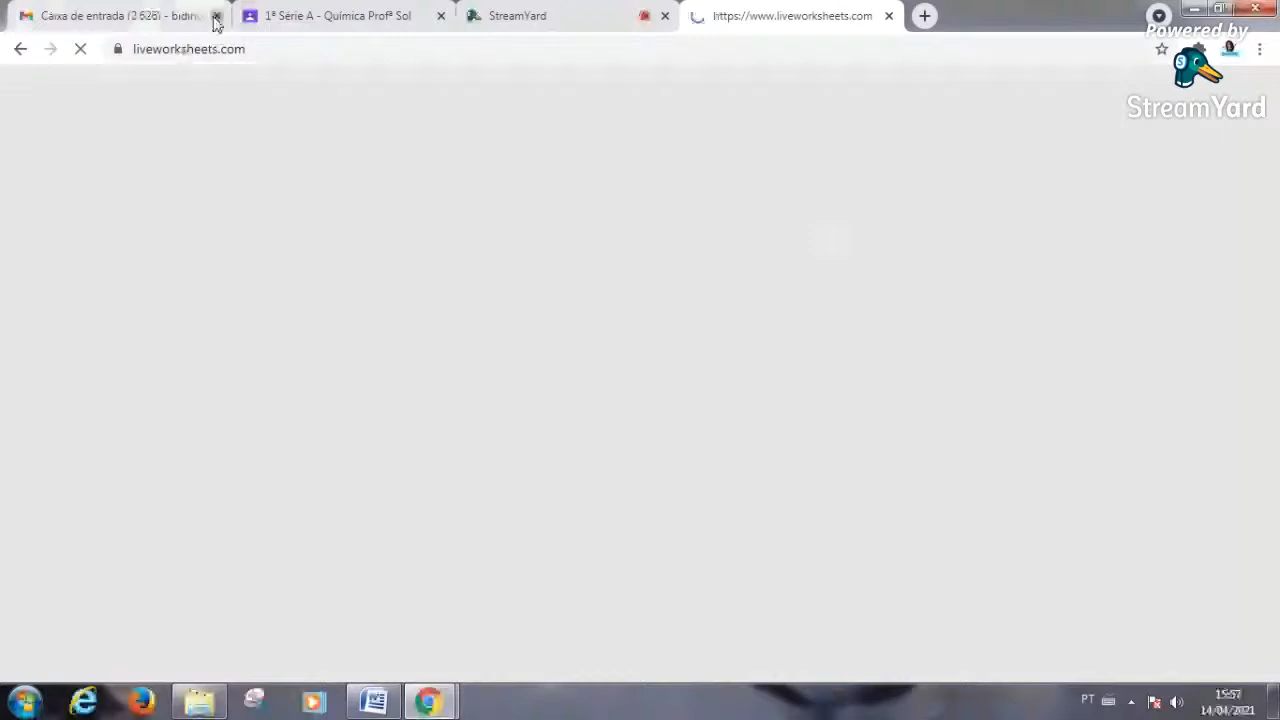 Caixa de entrada (2 526) - bidim
1ª Série A - Química Profª Sol
StreamYard
https://www.liveworksheets.com
liveworksheets.com
Powered by
StreamYard
PT
15:57
14/04/2021